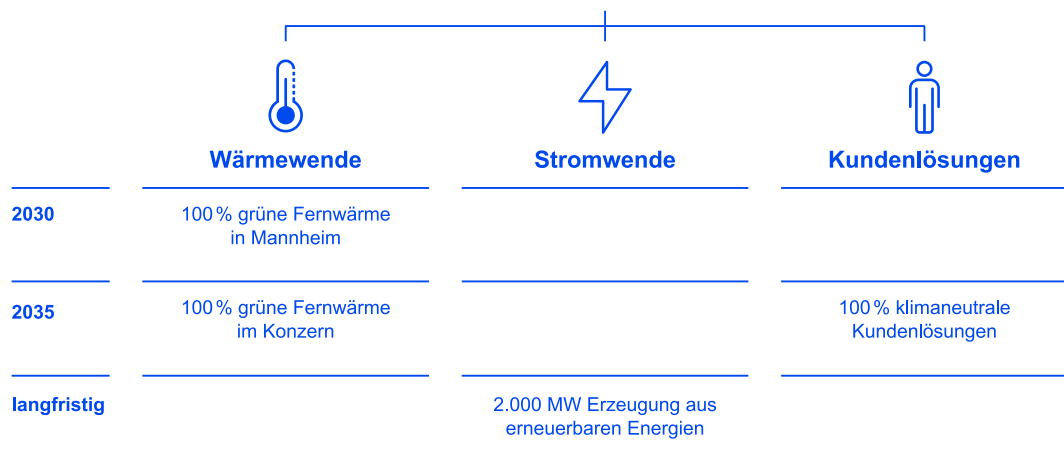 Wärmewende
Stromwende
Kundenlösungen
2030
100 % grüne Fernwärme
in Mannheim
2035
100 % grüne Fernwärme
im Konzern
100 % klimaneutrale
Kundenlösungen
langfristig
2.000 MW Erzeugung aus
erneuerbaren Energien